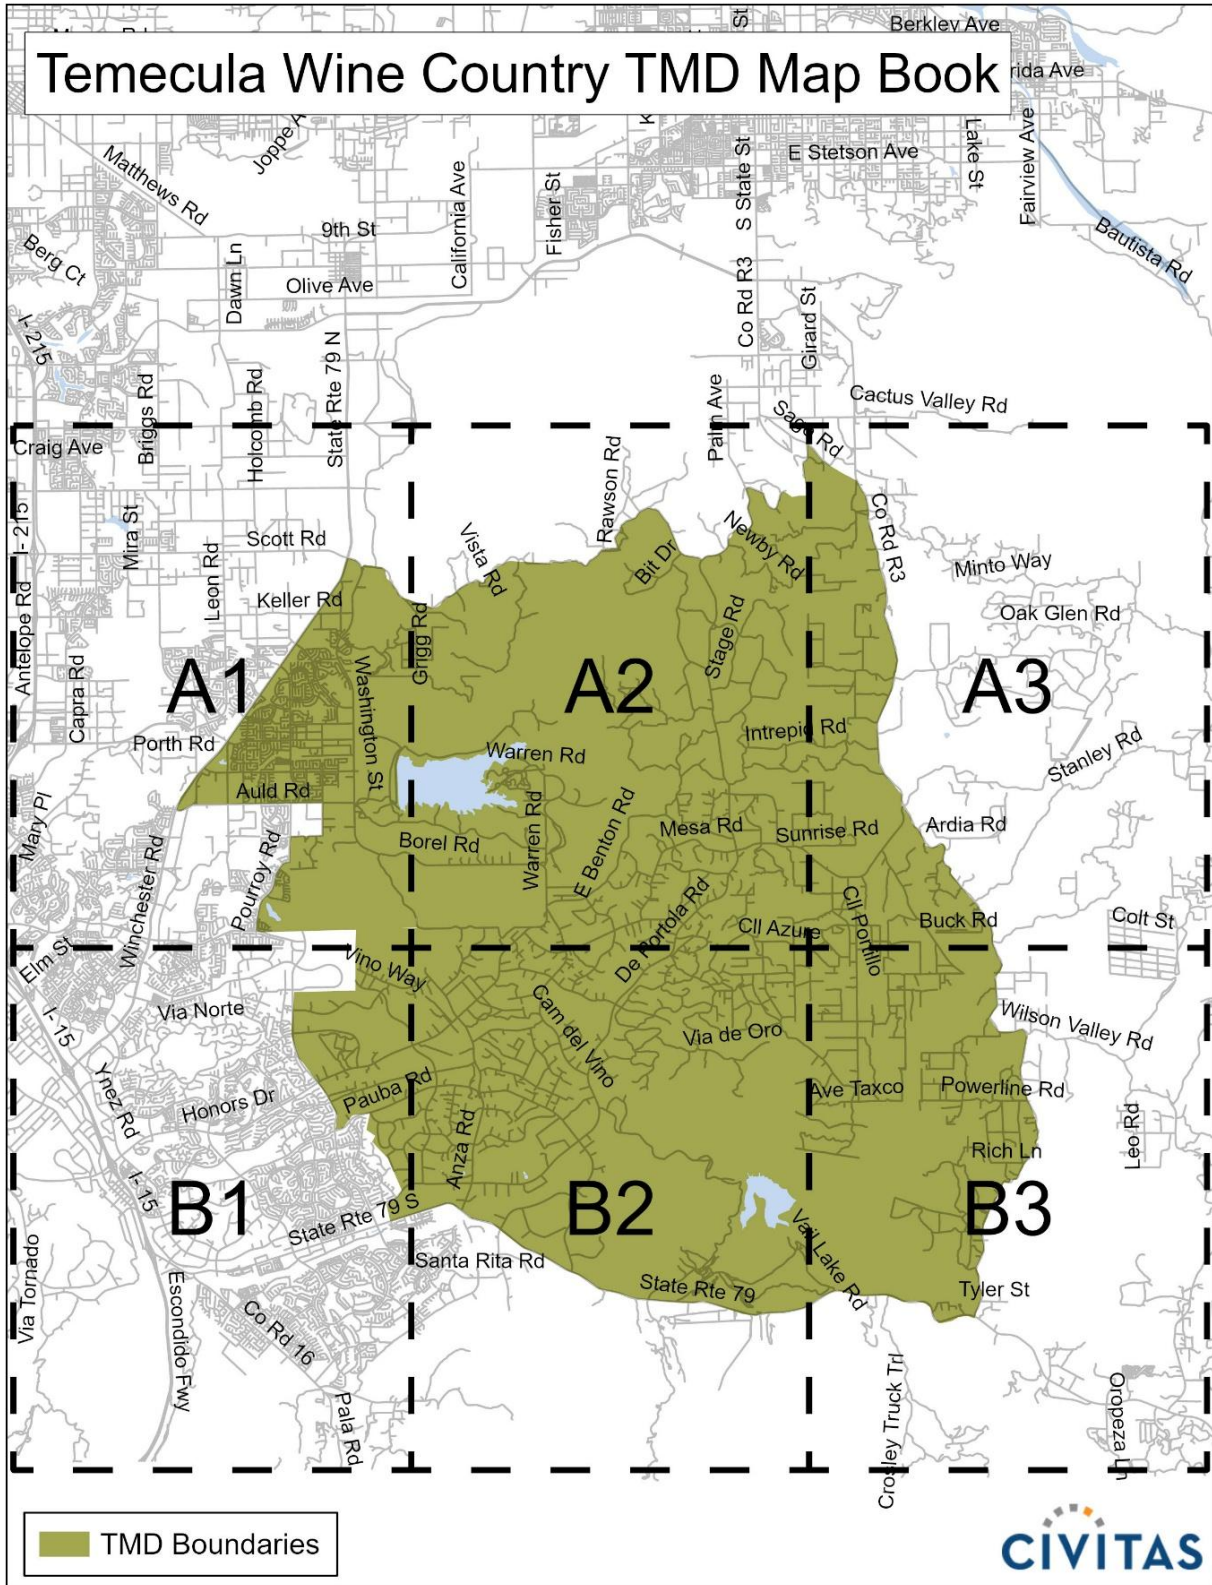 Berkley Ave
Temecula Wine Country TMD Map Book
rida Ave
St
Joppe A
Matthews Rd
E Stetson Ave
S State St
Lake St
Fairview Ave
Bautista Rd
California Ave
Fisher St
9th St
Berg Ct
Dawn Ln
Olive Ave
Co Rd R3
Girard St
I- 215
State Rte 79 N
Briggs Rd
Holcomb Rd
Palm Ave
Cactus Valley Rd
Sage Rd
Craig Ave
Rawson Rd
I- 215
Mira St
Scott Rd
Vista Rd
Bit Dr
Newby Rd
Co Rd R3
Minto Way
Leon Rd
Keller Rd
Oak Glen Rd
Antelope Rd
Grigg Rd
Stage Rd
Capra Rd
A1
Washington St
A2
A3
Porth Rd
Warren Rd
Intrepid Rd
Stanley Rd
Auld Rd
Mary Pl
Borel Rd
Warren Rd
E Benton Rd
Mesa Rd
Sunrise Rd
Ardia Rd
Winchester Rd
Pourroy Rd
De Portola Rd
Cll Azure
Cll Portillo
Buck Rd
Colt St
Elm St
Vino Way
Via Norte
I- 15
Cam del Vino
Via de Oro
Wilson Valley Rd
Ynez Rd
Honors Dr
Pauba Rd
Ave Taxco
Powerline Rd
Anza Rd
Rich Ln
Leo Rd
I- 15
B1
State Rte 79 S
B2
B3
Vail Lake Rd
Santa Rita Rd
Via Tornado
State Rte 79
Tyler St
Escondido Fwy
Co Rd 16
Pala Rd
Crosley Truck Trl
Oropeza Ln
TMD Boundaries
CIVITAS